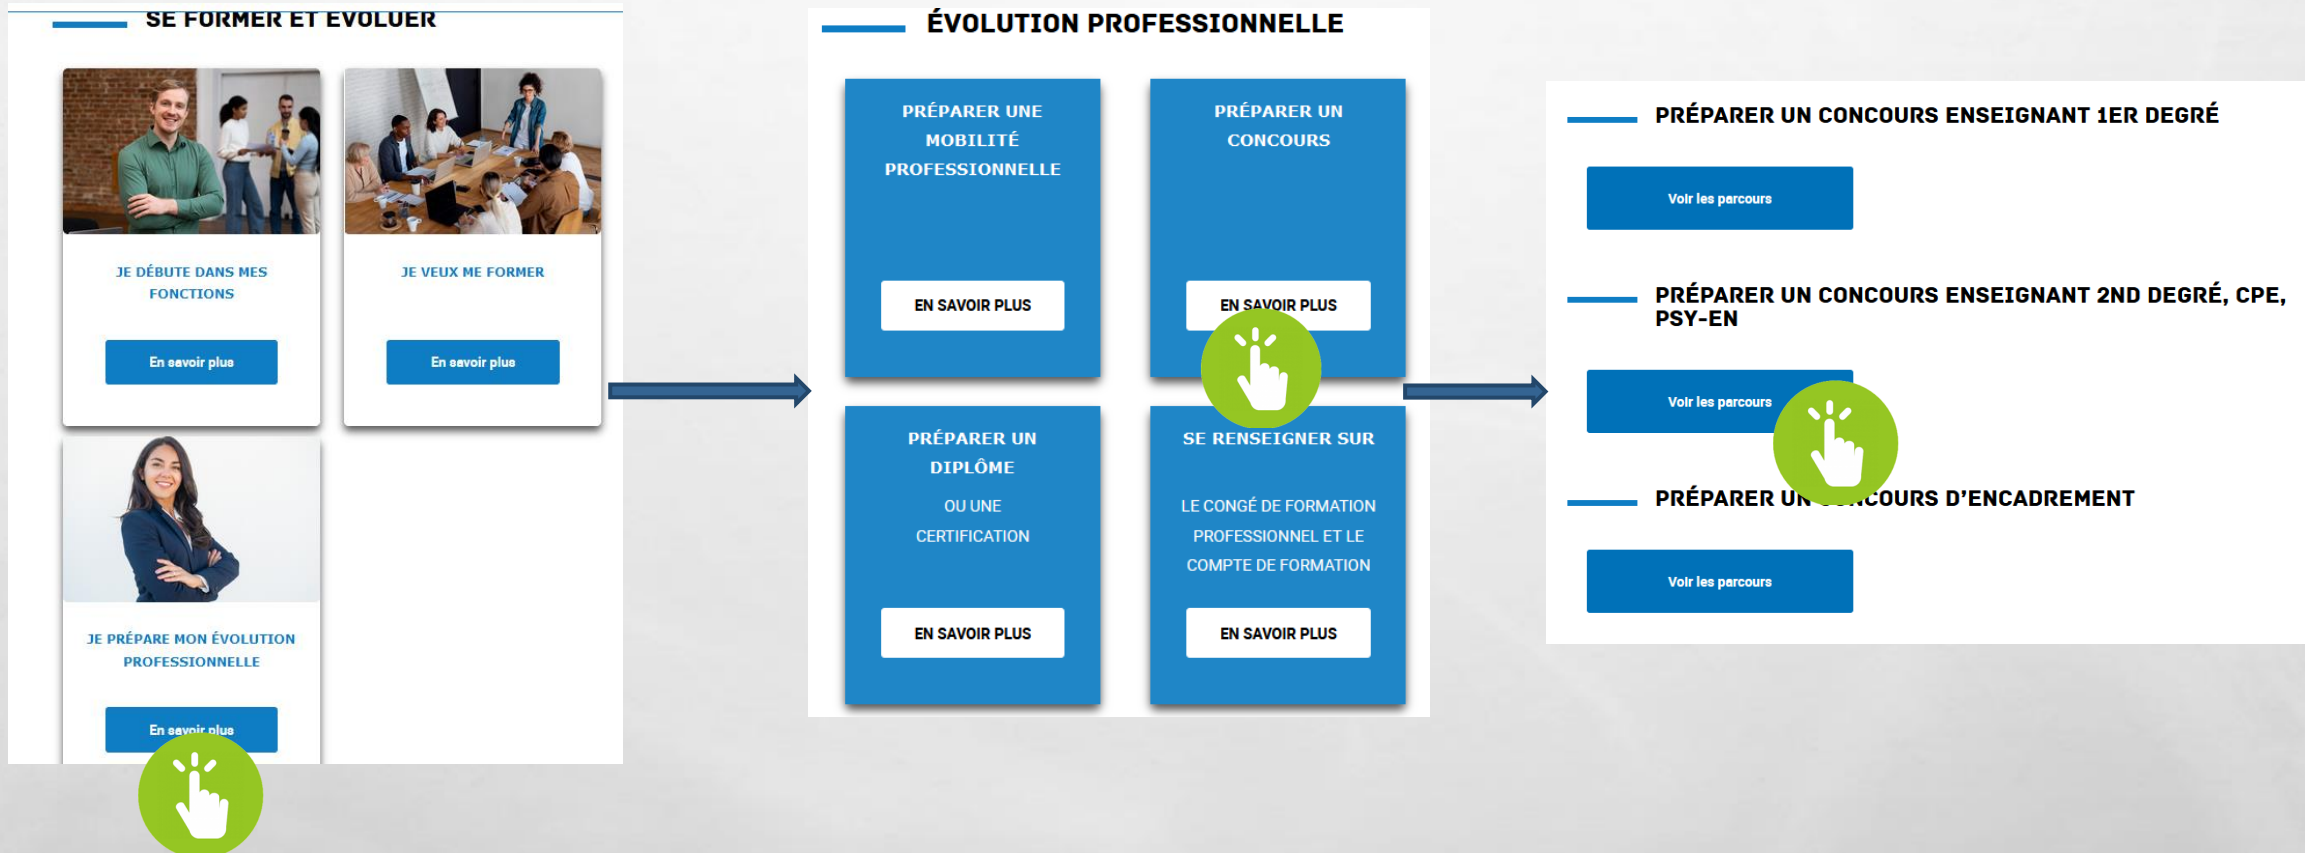 SE FORMER ET ÉVOLUER
JE DÉBUTE DANS MES
FONCTIONS
En savoir plus
JE VEUX ME FORMER
En savoir plus
JE PRÉPARE MON ÉVOLUTION
PROFESSIONNELLE
En savoir plus
ÉVOLUTION PROFESSIONNELLE
PRÉPARER UNE
MOBILITÉ
PROFESSIONNELLE
EN SAVOIR PLUS
PRÉPARER UN
CONCOURS
EN SAVOIR PLUS
PRÉPARER UN
DIPLÔME
OU UNE
CERTIFICATION
EN SAVOIR PLUS
SE RENSEIGNER SUR
LE CONGÉ DE FORMATION
PROFESSIONNEL ET LE
COMPTE DE FORMATION
EN SAVOIR PLUS
PRÉPARER UN CONCOURS ENSEIGNANT 1ER DEGRÉ
Voir les parcours
PRÉPARER UN CONCOURS ENSEIGNANT 2ND DEGRÉ, CPE,
PSY-EN
Voir les parcours
PRÉPARER UN CONCOURS D'ENCADREMENT
Voir les parcours